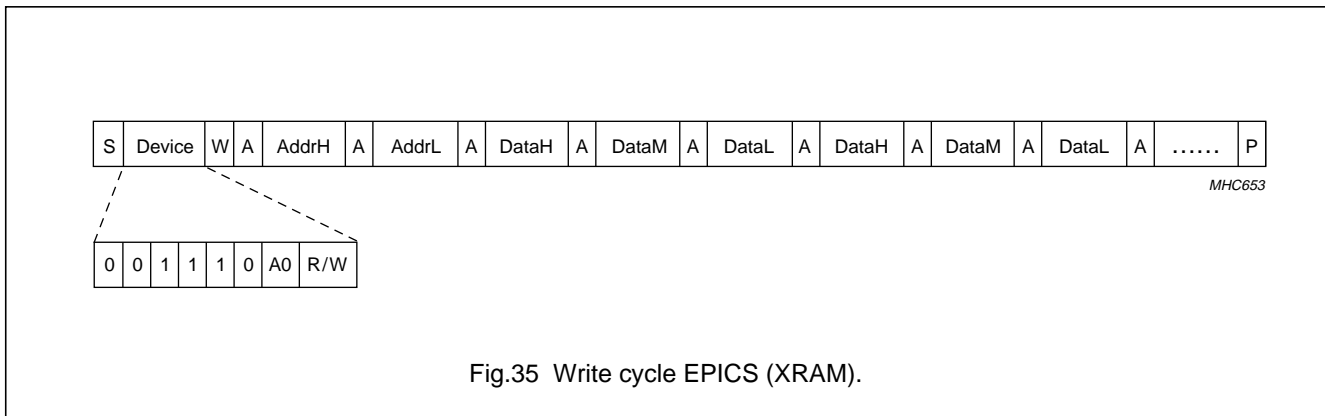 S Device W A AddrH A AddrL A DataH A DataM A DataL A DataH A DataM A DataL A ...... P
MHC653
0 0 1 1 1 0 A0 R/W
Fig.35 Write cycle EPICS (XRAM).